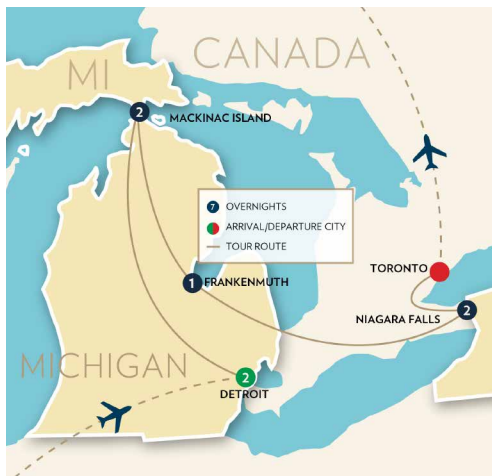 CANADA
MI
2
MACKINAC ISLAND
7 OVERNIGHTS
ARRIVAL/DEPARTURE CITY
TOUR ROUTE
TORONTO
1 FRANKENMUTH
2
NIAGARA FALLS
MICHIGAN
2
DETROIT